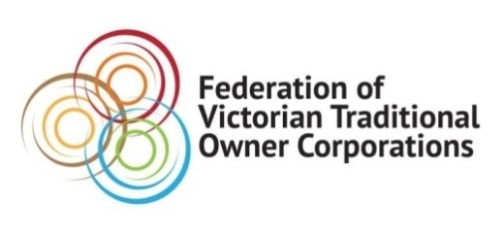 Federation of
Victorian Traditional
Owner Corporations